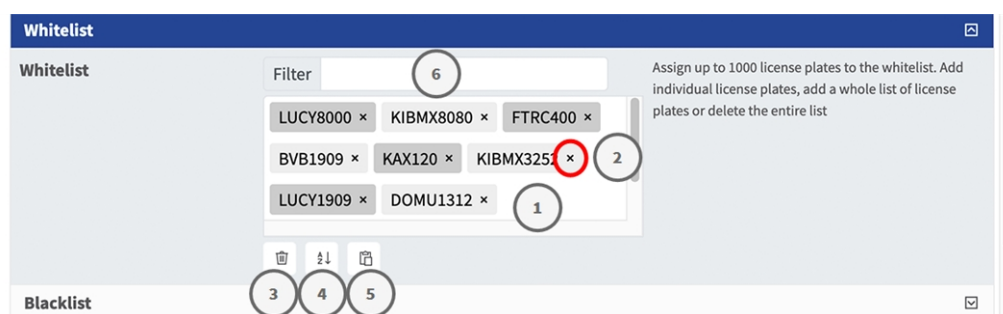 Whitelist
Whitelist
Filter
6
Assign up to 1000 license plates to the whitelist. Add
individual license plates, add a whole list of license
plates or delete the entire list
LUCY8000 × KIBMX8080 × FTRC400 ×
BVB1909 × KAX120 × KIBMX3252 × 2
LUCY1909 × DOMU1312 × 1
3 4 5
Blacklist